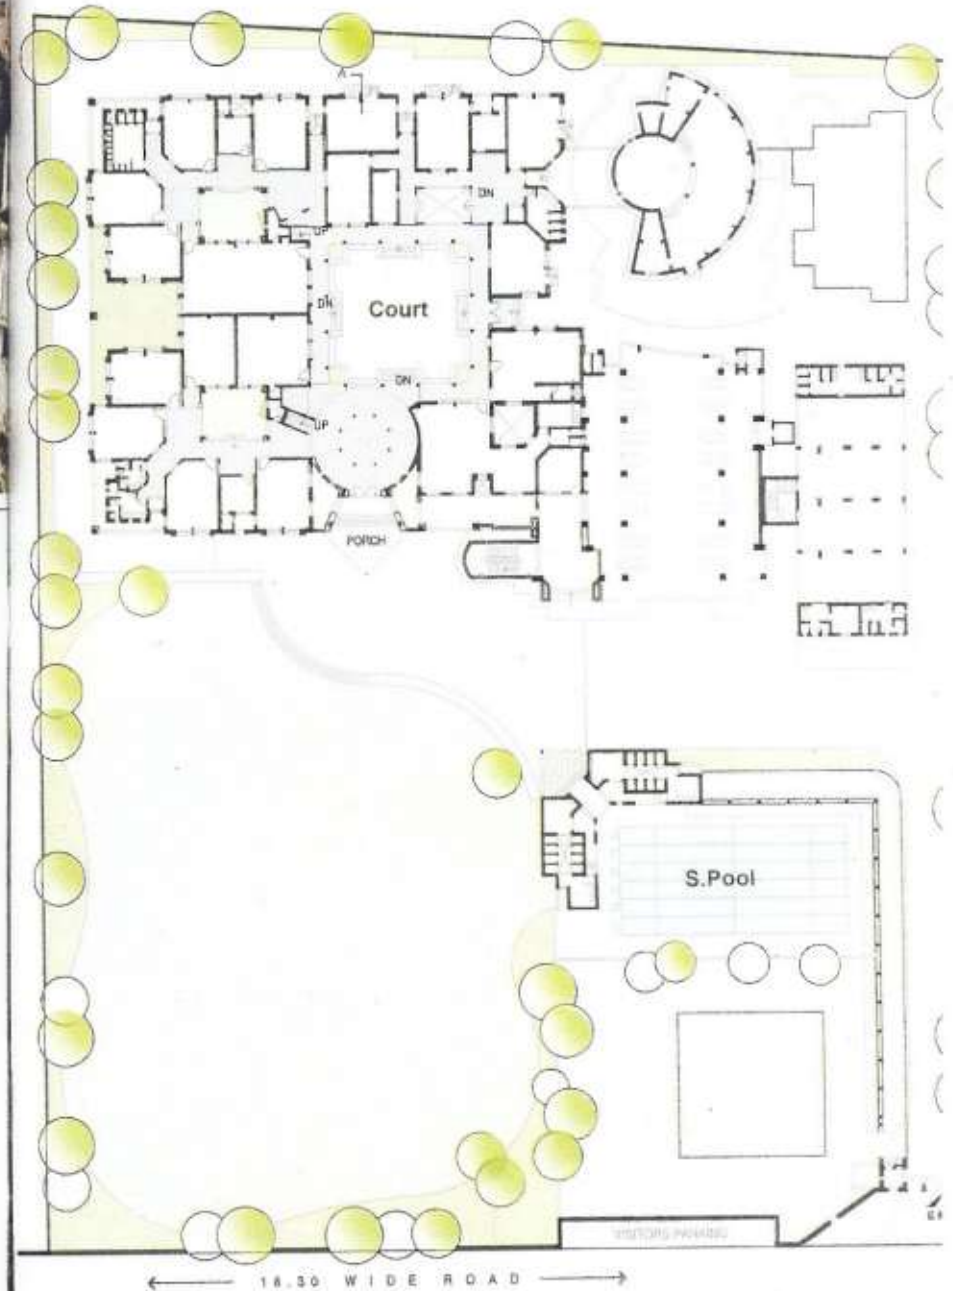 A
DN
UP
DN
Court
DN
UP
PORCH
S.Pool
VISITORS PARKING
18.30 WIDE ROAD